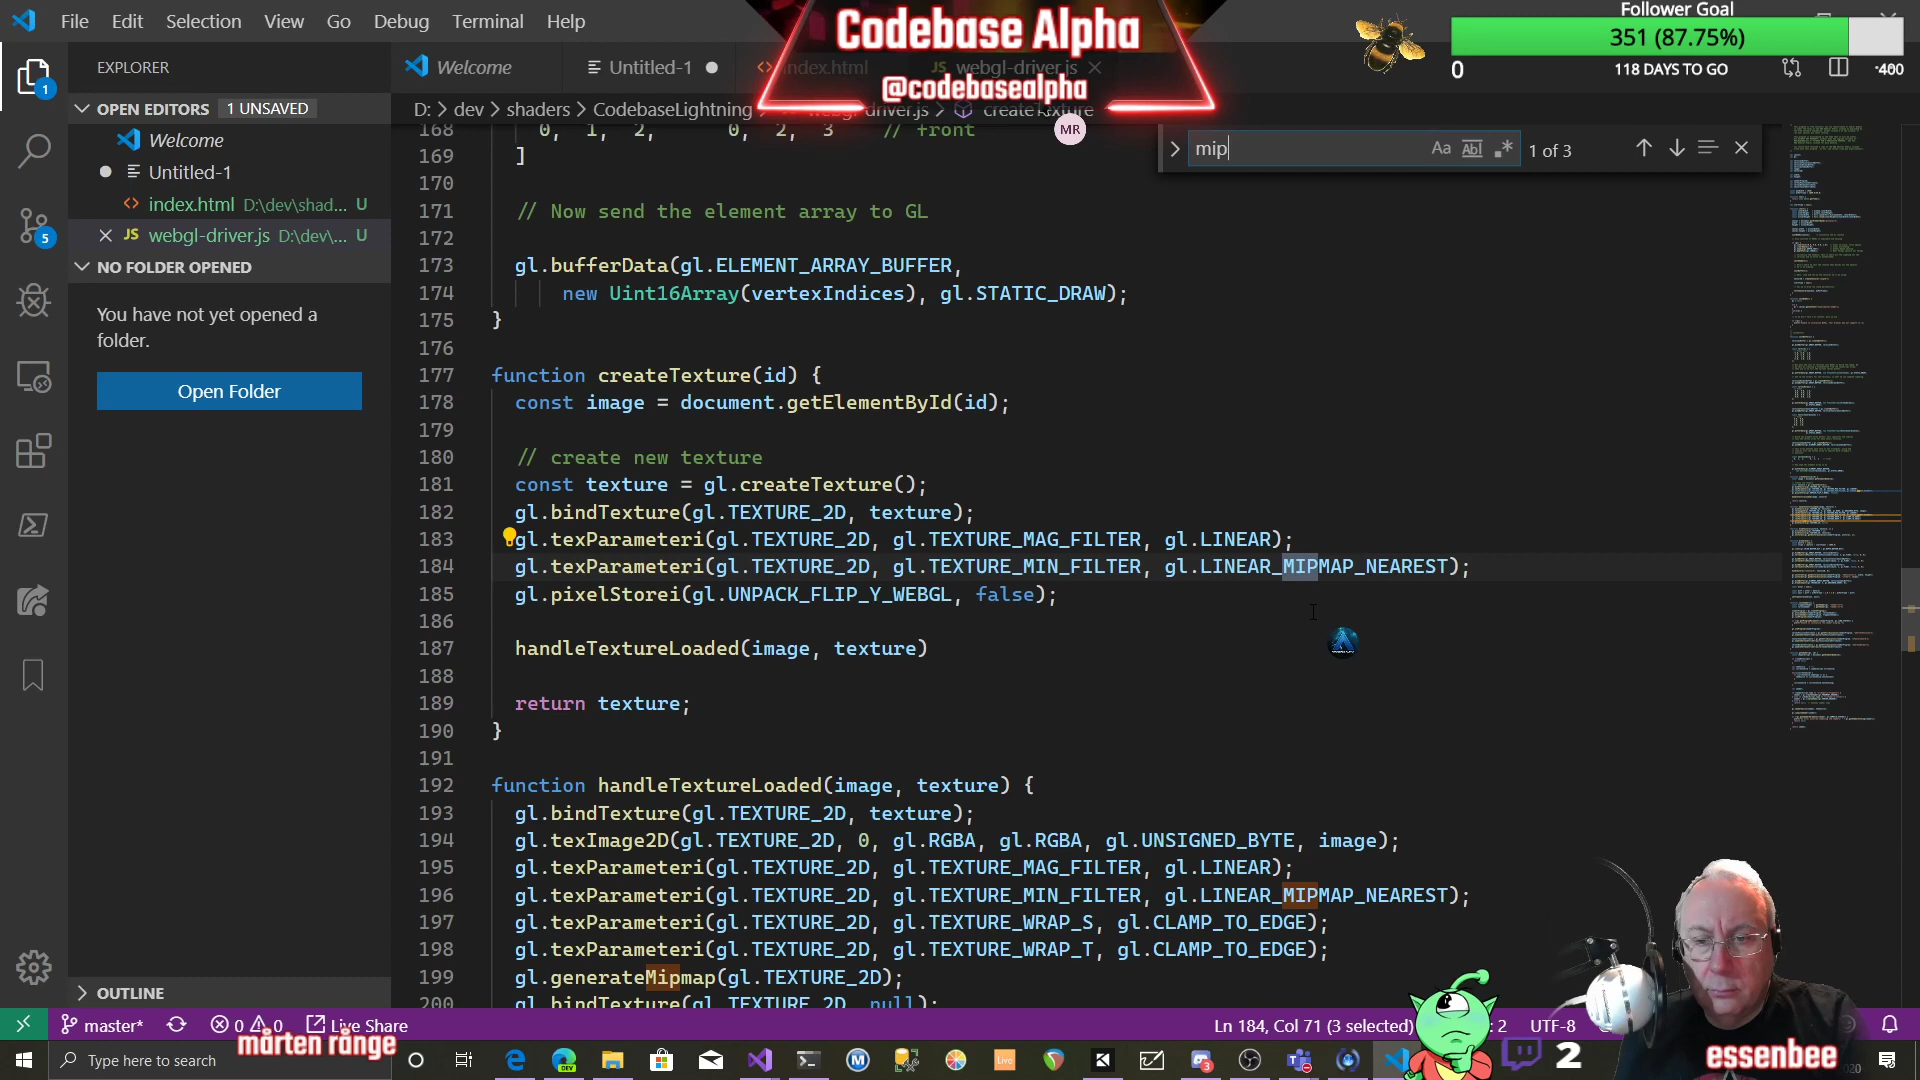 File Edit Selection View Go Debug Terminal Help
Codebase Alpha
@codebasealpha
Follower Goal
351 (87.75%)
0 118 DAYS TO GO 400
EXPLORER
Welcome Untitled-1 index.html webgl-driver.js
OPEN EDITORS 1 UNSAVED
D: > dev > shaders > CodebaseLightning createTexture
MR
Welcome
Untitled-1
index.html D:\dev\shad... U
JS webgl-driver.js D:\dev\... U
NO FOLDER OPENED
You have not yet opened a
folder.
Open Folder
OUTLINE
mip Aa Abl .* 1 of 3
168 0, 1, 2, 0, 2, 3 // front
169 ]
170
171 // Now send the element array to GL
172
173 gl.bufferData(gl.ELEMENT_ARRAY_BUFFER,
174 new Uint16Array(vertexIndices), gl.STATIC_DRAW);
175 }
176
177 function createTexture(id) {
178 const image = document.getElementById(id);
179
180 // create new texture
181 const texture = gl.createTexture();
182 gl.bindTexture(gl.TEXTURE_2D, texture);
183 gl.texParameteri(gl.TEXTURE_2D, gl.TEXTURE_MAG_FILTER, gl.LINEAR);
184 gl.texParameteri(gl.TEXTURE_2D, gl.TEXTURE_MIN_FILTER, gl.LINEAR_MIPMAP_NEAREST);
185 gl.pixelStorei(gl.UNPACK_FLIP_Y_WEBGL, false);
186
187 handleTextureLoaded(image, texture)
188
189 return texture;
190 }
191
192 function handleTextureLoaded(image, texture) {
193 gl.bindTexture(gl.TEXTURE_2D, texture);
194 gl.texImage2D(gl.TEXTURE_2D, 0, gl.RGBA, gl.RGBA, gl.UNSIGNED_BYTE, image);
195 gl.texParameteri(gl.TEXTURE_2D, gl.TEXTURE_MAG_FILTER, gl.LINEAR);
196 gl.texParameteri(gl.TEXTURE_2D, gl.TEXTURE_MIN_FILTER, gl.LINEAR_MIPMAP_NEAREST);
197 gl.texParameteri(gl.TEXTURE_2D, gl.TEXTURE_WRAP_S, gl.CLAMP_TO_EDGE);
198 gl.texParameteri(gl.TEXTURE_2D, gl.TEXTURE_WRAP_T, gl.CLAMP_TO_EDGE);
199 gl.generateMipmap(gl.TEXTURE_2D);
200 gl.bindTexture(gl.TEXTURE_2D, null);
master* 0 0 Live Share Ln 184, Col 71 (3 selected) 2 UTF-8
mårten rånge
Type here to search
2
essenbee